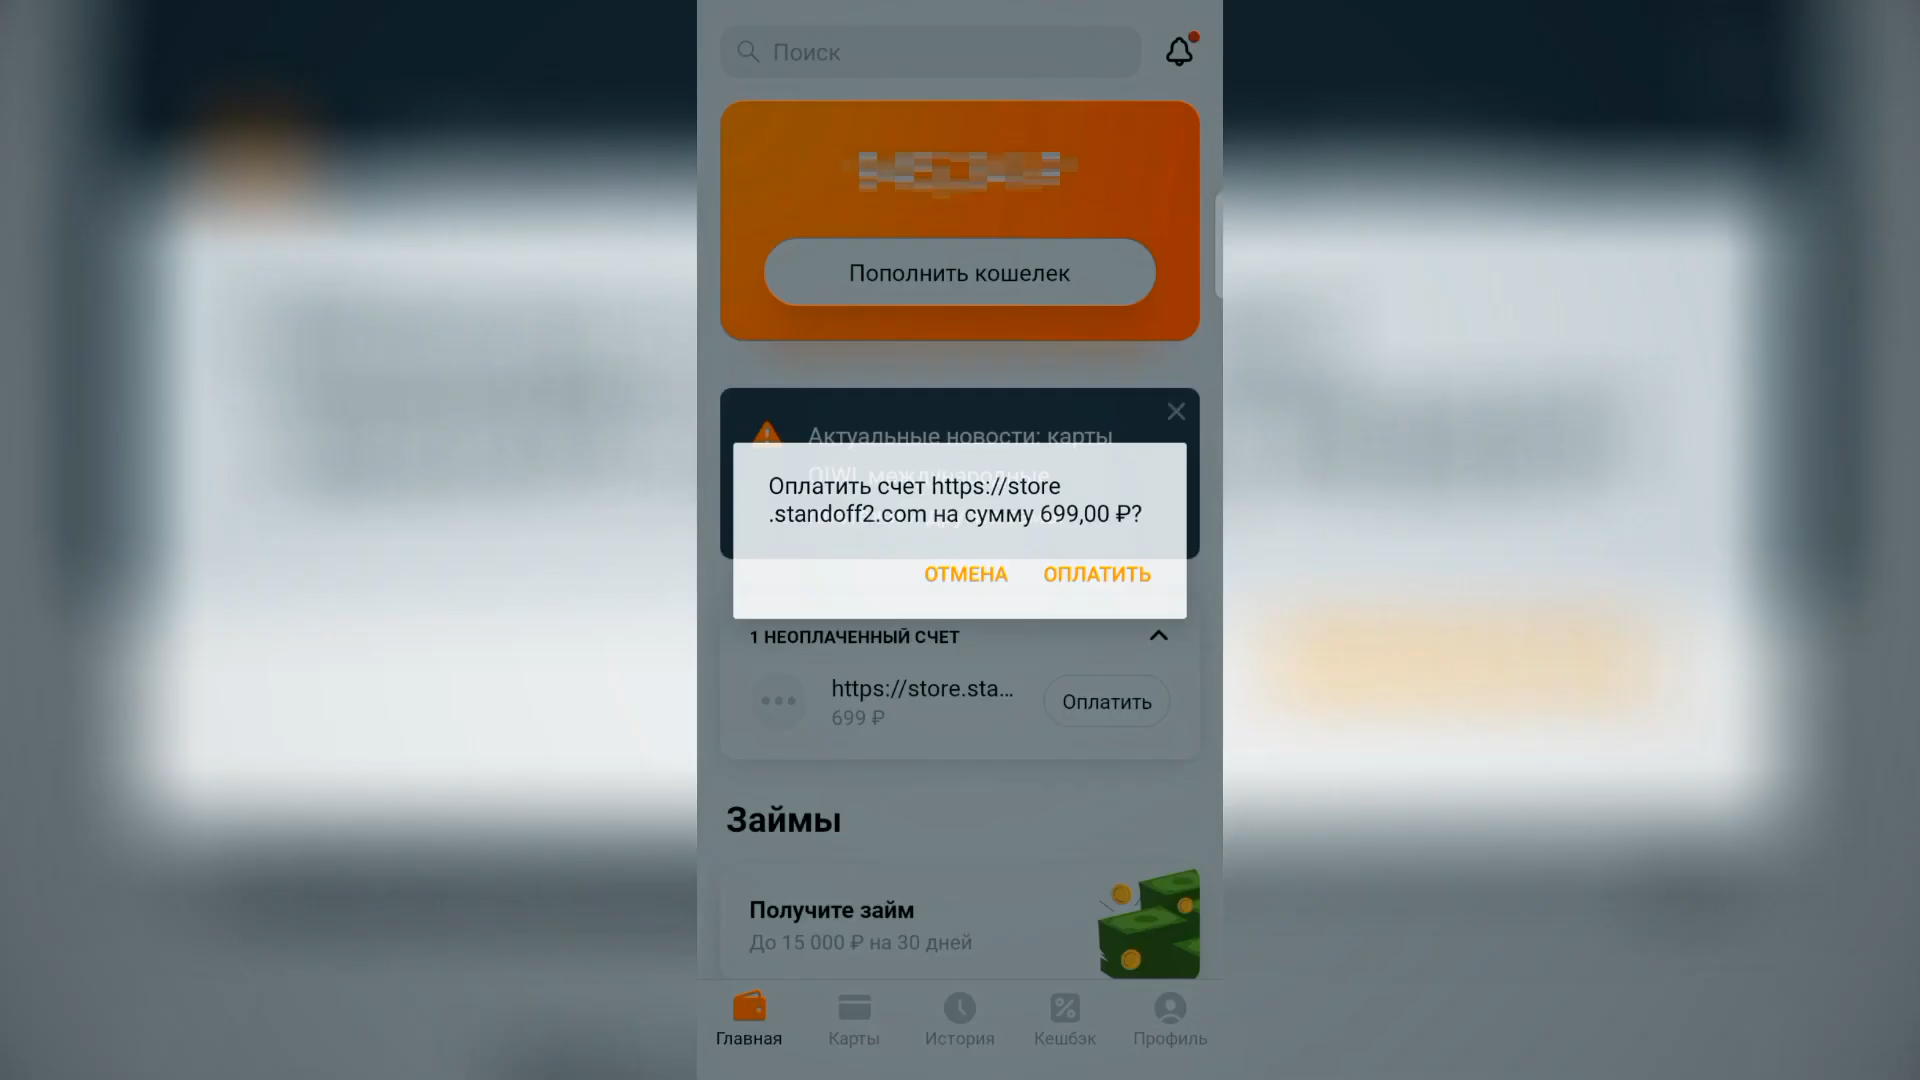 Поиск
Пополнить кошелек
Актуальные новости: карты
QIWI, международные
Оплатить счет https://store
.standoff2.com на сумму 699,00 ₽?
ОТМЕНА ОПЛАТИТЬ
1 НЕОПЛАЧЕННЫЙ СЧЕТ
https://store.sta...
699 ₽
Оплатить
Займы
Получите займ
До 15 000 ₽ на 30 дней
Главная Карты История Кешбэк Профиль